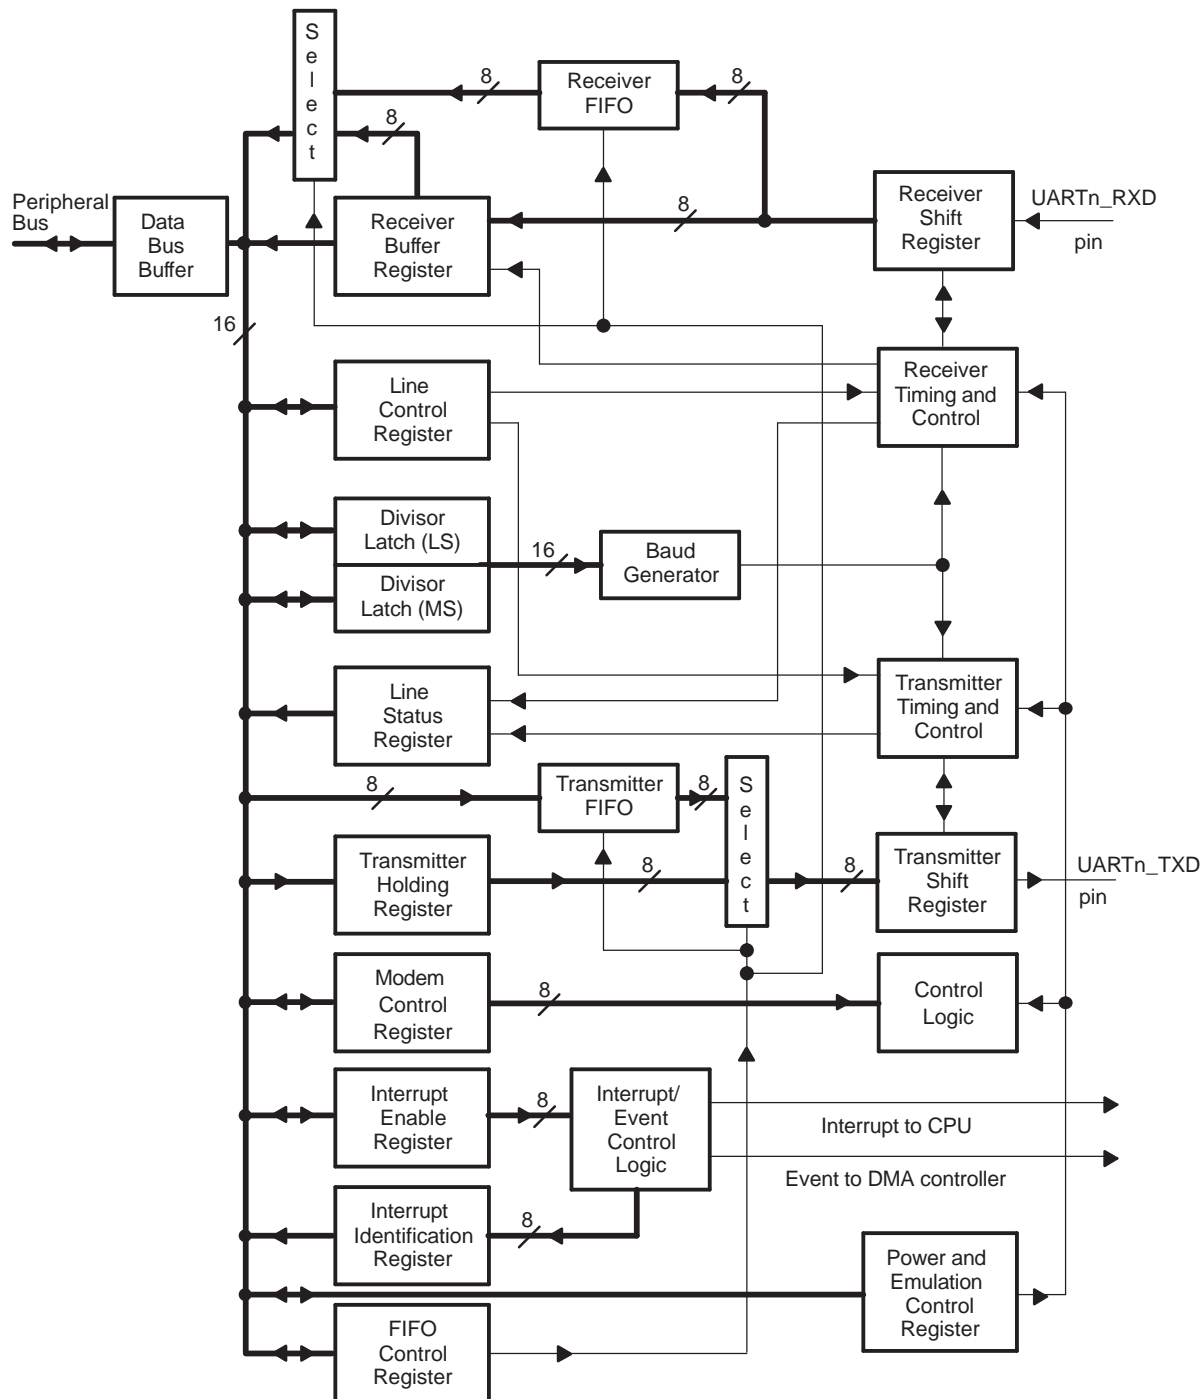 S
e
l
e
c
t
8
Receiver
FIFO
8
8
Peripheral
Bus
Data
Bus
Buffer
Receiver
Buffer
Register
8
Receiver
Shift
Register
UARTn_RXD
pin
16
Line
Control
Register
Receiver
Timing and
Control
Divisor
Latch (LS)
Divisor
Latch (MS)
16
Baud
Generator
Line
Status
Register
Transmitter
Timing and
Control
8
Transmitter
FIFO
8
S
e
l
e
c
t
Transmitter
Holding
Register
8
8
Transmitter
Shift
Register
UARTn_TXD
pin
Modem
Control
Register
8
Control
Logic
Interrupt
Enable
Register
8
Interrupt/
Event
Control
Logic
Interrupt to CPU
Event to DMA controller
Interrupt
Identification
Register
8
Power and
Emulation
Control
Register
FIFO
Control
Register